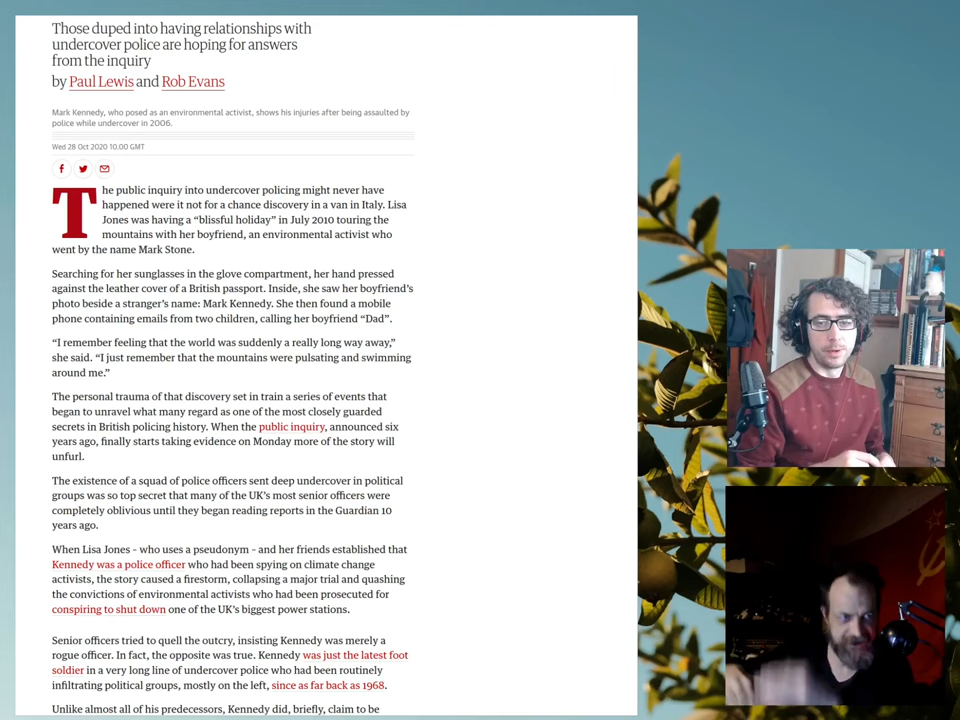 Those duped into having relationships with
undercover police are hoping for answers
from the inquiry
by Paul Lewis and Rob Evans
Mark Kennedy, who posed as an environmental activist, shows his injuries after being assaulted by
police while undercover in 2006.
Wed 28 Oct 2020 10.00 GMT
The public inquiry into undercover policing might never have
happened were it not for a chance discovery in a van in Italy. Lisa
Jones was having a “blissful holiday” in July 2010 touring the
mountains with her boyfriend, an environmental activist who
went by the name Mark Stone.
Searching for her sunglasses in the glove compartment, her hand pressed
against the leather cover of a British passport. Inside, she saw her boyfriend’s
photo beside a stranger’s name: Mark Kennedy. She then found a mobile
phone containing emails from two children, calling her boyfriend “Dad”.
“I remember feeling that the world was suddenly a really long way away,”
she said. “I just remember that the mountains were pulsating and swimming
around me.”
The personal trauma of that discovery set in train a series of events that
began to unravel what many regard as one of the most closely guarded
secrets in British policing history. When the public inquiry, announced six
years ago, finally starts taking evidence on Monday more of the story will
unfurl.
The existence of a squad of police officers sent deep undercover in political
groups was so top secret that many of the UK’s most senior officers were
completely oblivious until they began reading reports in the Guardian 10
years ago.
When Lisa Jones – who uses a pseudonym – and her friends established that
Kennedy was a police officer who had been spying on climate change
activists, the story caused a firestorm, collapsing a major trial and quashing
the convictions of environmental activists who had been prosecuted for
conspiring to shut down one of the UK’s biggest power stations.
Senior officers tried to quell the outcry, insisting Kennedy was merely a
rogue officer. In fact, the opposite was true. Kennedy was just the latest foot
soldier in a very long line of undercover police who had been routinely
infiltrating political groups, mostly on the left, since as far back as 1968.
Unlike almost all of his predecessors, Kennedy did, briefly, claim to be